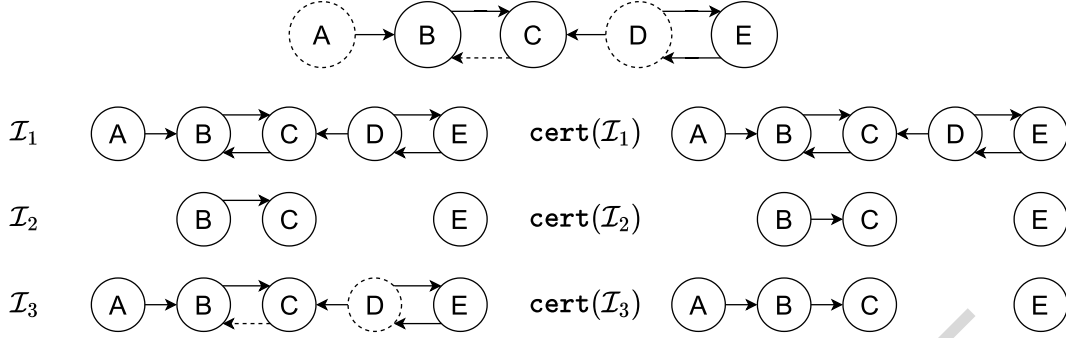 A B C D E
I₁ A B C D E cert(I₁) A B C D E
I₂ B C E cert(I₂) B C E
I₃ A B C D E cert(I₃) A B C E